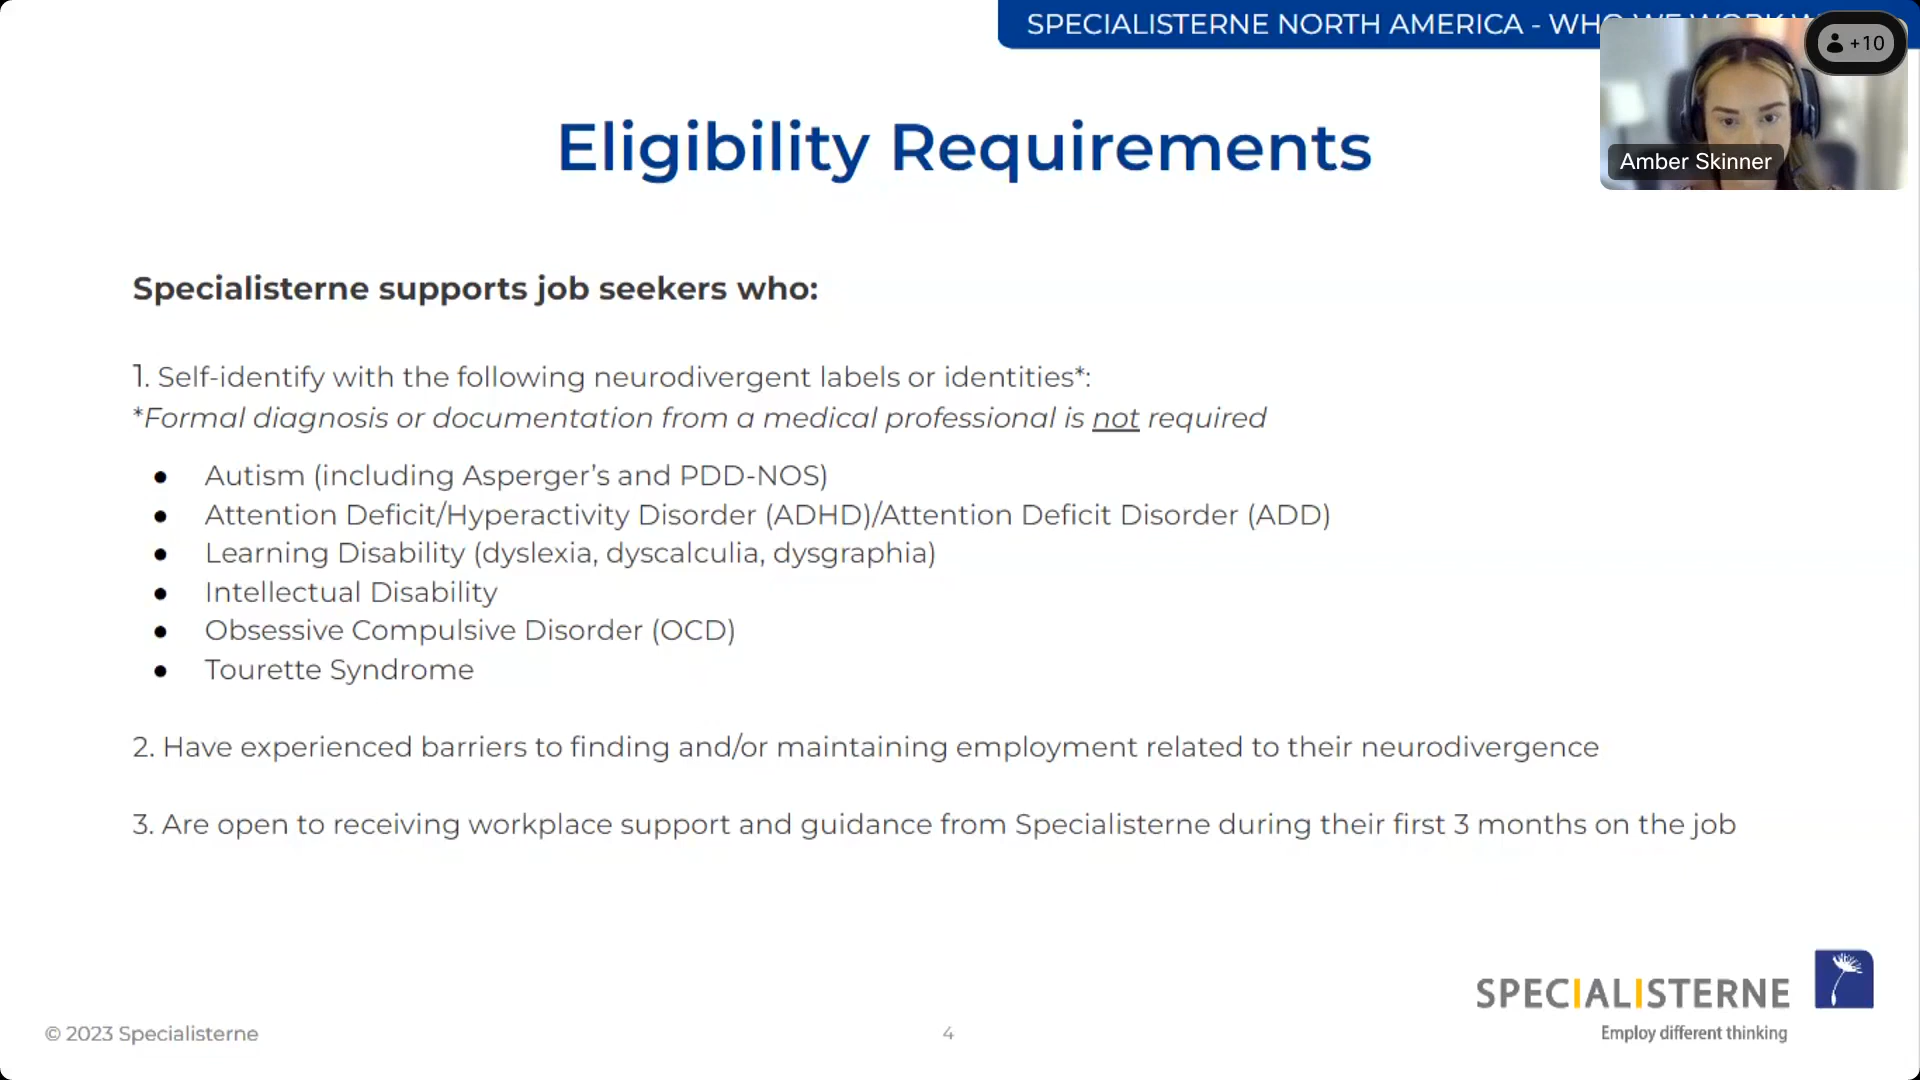 SPECIALISTERNE NORTH AMERICA - WHO WE WORK
+10
Amber Skinner
Eligibility Requirements
Specialisterne supports job seekers who:
1. Self-identify with the following neurodivergent labels or identities*:
*Formal diagnosis or documentation from a medical professional is not required
● Autism (including Asperger’s and PDD-NOS)
● Attention Deficit/Hyperactivity Disorder (ADHD)/Attention Deficit Disorder (ADD)
● Learning Disability (dyslexia, dyscalculia, dysgraphia)
● Intellectual Disability
● Obsessive Compulsive Disorder (OCD)
● Tourette Syndrome
2. Have experienced barriers to finding and/or maintaining employment related to their neurodivergence
3. Are open to receiving workplace support and guidance from Specialisterne during their first 3 months on the job
SPECIALISTERNE
Employ different thinking
© 2023 Specialisterne
4